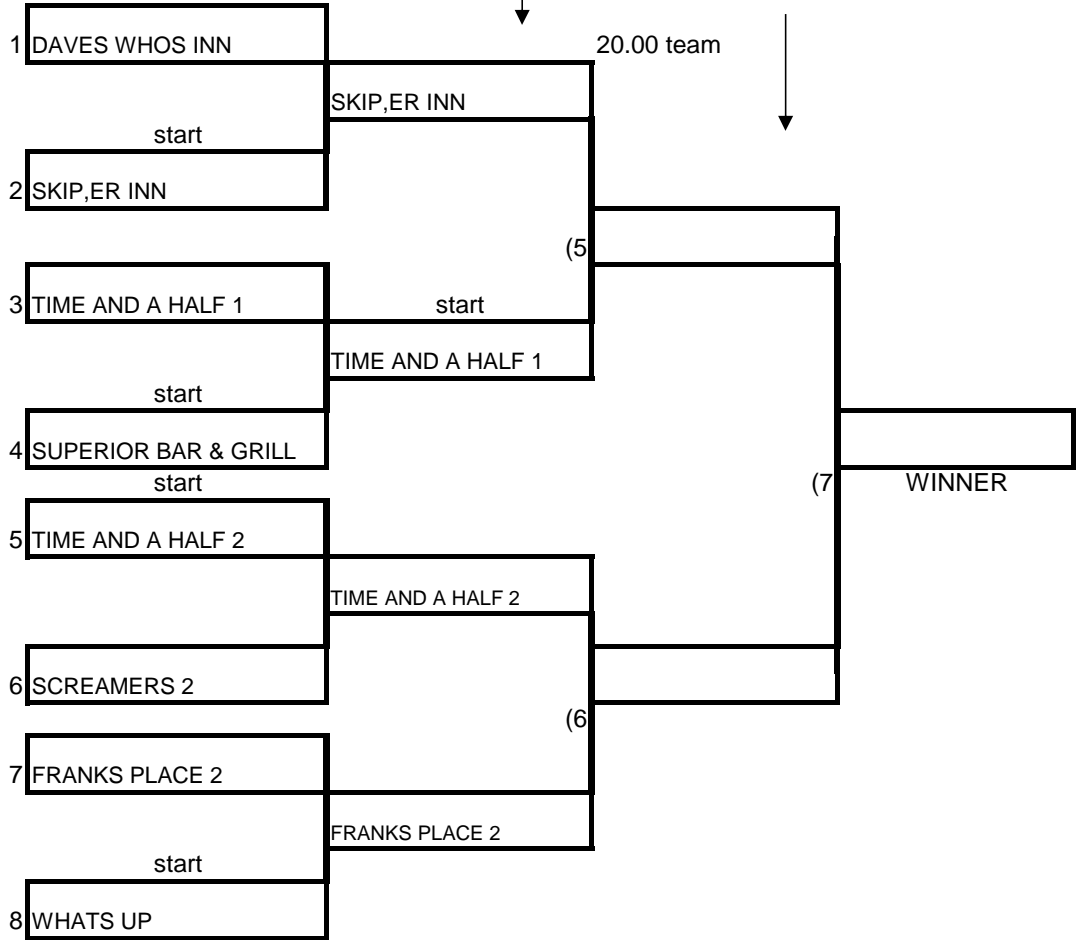 1 DAVES WHOS INN
20.00 team
SKIP,ER INN
start
2 SKIP,ER INN
(5
3 TIME AND A HALF 1
start
TIME AND A HALF 1
start
4 SUPERIOR BAR & GRILL
start
(7
WINNER
5 TIME AND A HALF 2
TIME AND A HALF 2
6 SCREAMERS 2
(6
7 FRANKS PLACE 2
FRANKS PLACE 2
start
8 WHATS UP